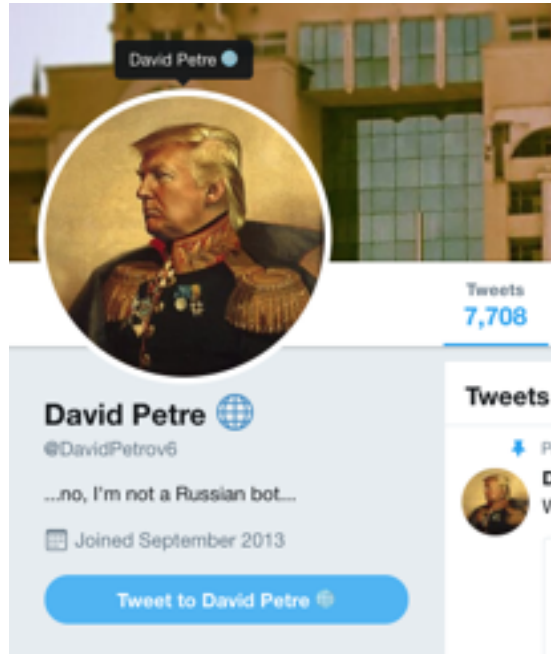 David Petre
Tweets
7,708
David Petre
@DavidPetrov6
...no, I'm not a Russian bot...
Joined September 2013
Tweet to David Petre
Tweets